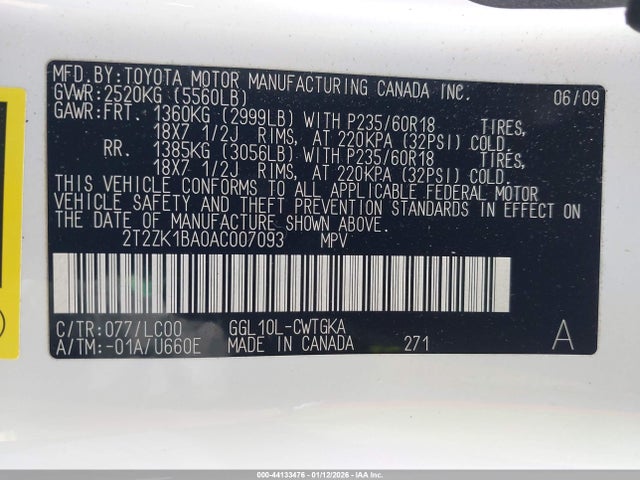 MFD.BY:TOYOTA MOTOR MANUFACTURING CANADA INC. 06/09
GVWR:2520KG (5560LB)
GAWR:FRT. 1360KG (2999LB) WITH P235/60R18 TIRES,
18X7 1/2J RIMS, AT 220KPA (32PSI) COLD.
RR. 1385KG (3056LB) WITH P235/60R18 TIRES,
18X7 1/2J RIMS, AT 220KPA (32PSI) COLD.
THIS VEHICLE CONFORMS TO ALL APPLICABLE FEDERAL MOTOR
VEHICLE SAFETY AND THEFT PREVENTION STANDARDS IN EFFECT ON
THE DATE OF MANUFACTURE SHOWN ABOVE.
2T2ZK1BA0AC007093 MPV
C/TR:077/LC00 GGL10L-CWTGKA A
A/TM:-01A/U660E MADE IN CANADA 271
000-44133476 - 01/12/2026 - IAA Inc.